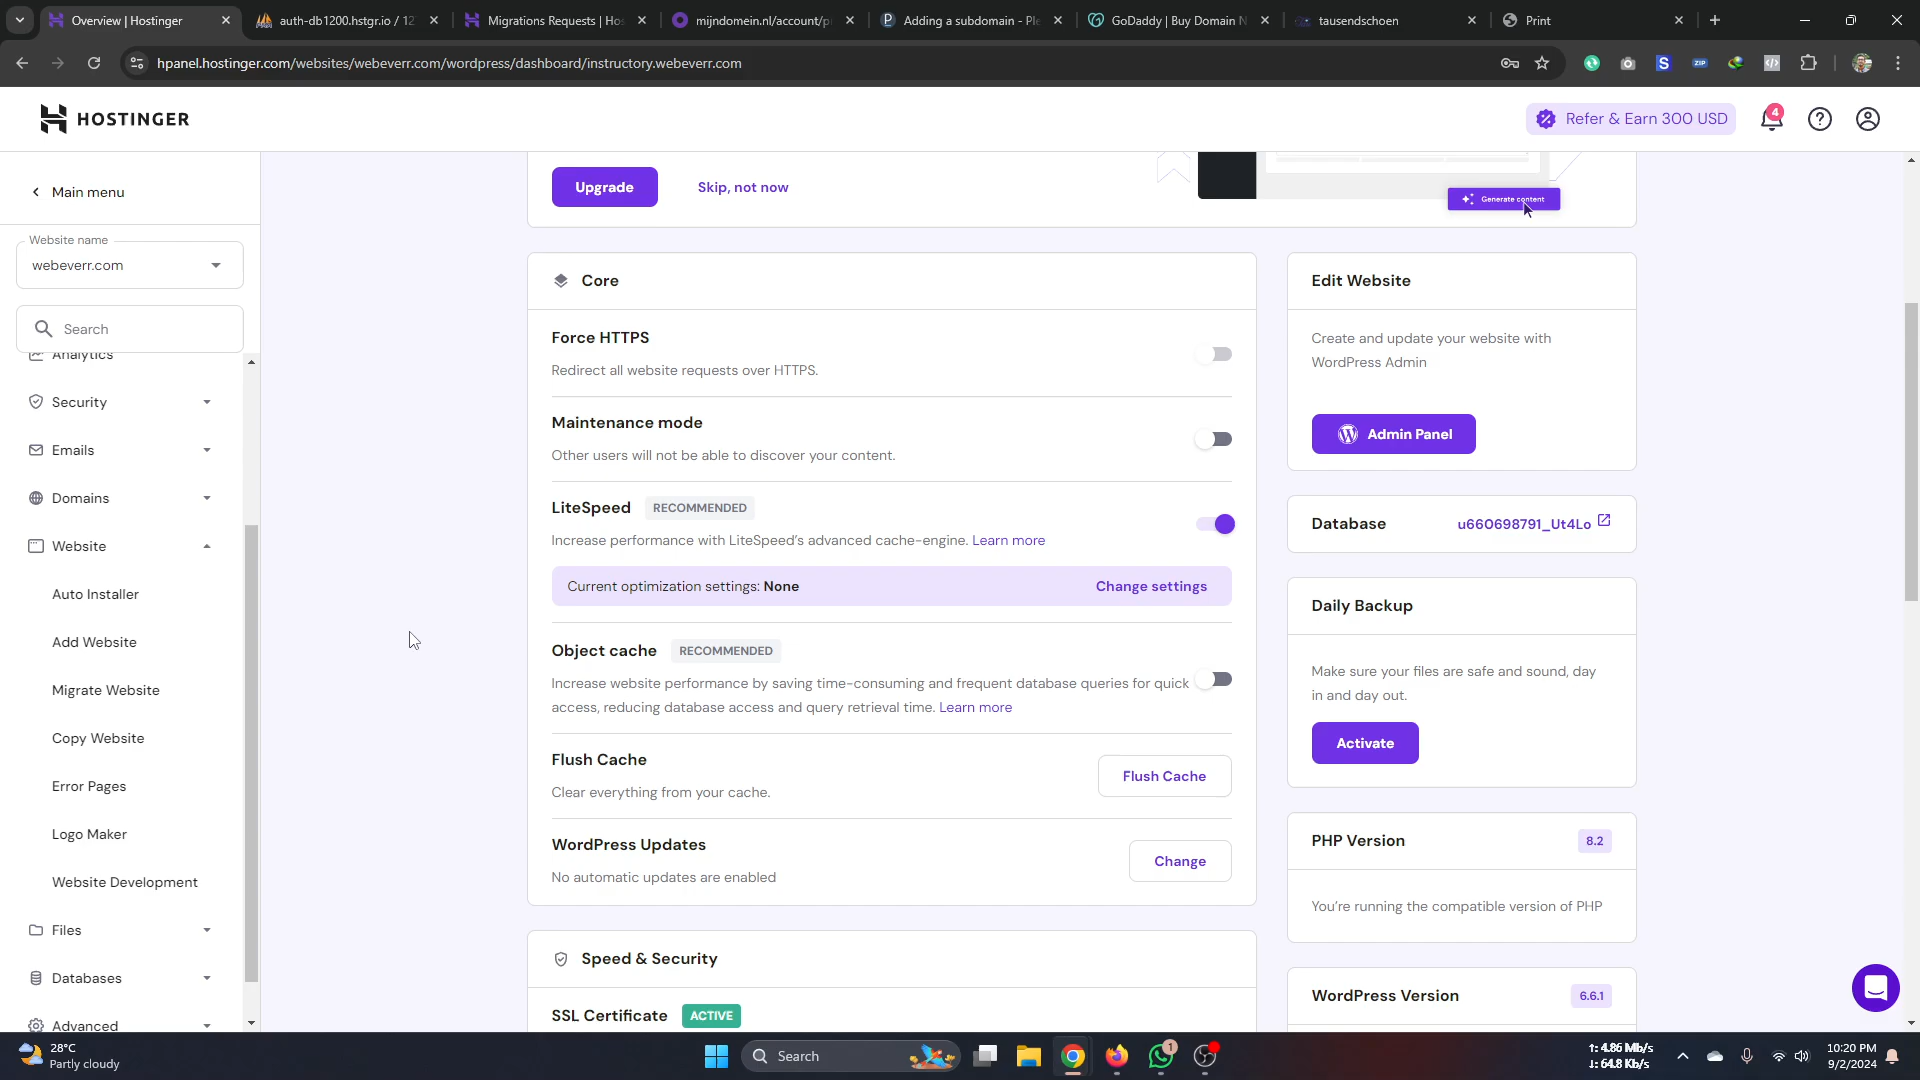 Overview | Hostinger
auth-db1200.hstgr.io / 12
Migrations Requests | Hos
mijndomein.nl/account/p
Adding a subdomain - Ple
GoDaddy | Buy Domain N
tausendschoen
Print
hpanel.hostinger.com/websites/webeverr.com/wordpress/dashboard/instructory.webeverr.com
HOSTINGER
Refer & Earn 300 USD
4
Main menu
Website name
webeverr.com
Search
Analytics
Security
Emails
Domains
Website
Auto Installer
Add Website
Migrate Website
Copy Website
Error Pages
Logo Maker
Website Development
Files
Databases
Advanced
Upgrade
Skip, not now
Generate content
Core
Force HTTPS
Redirect all website requests over HTTPS.
Maintenance mode
Other users will not be able to discover your content.
LiteSpeed RECOMMENDED
Increase performance with LiteSpeed's advanced cache-engine. Learn more
Current optimization settings: None
Change settings
Object cache RECOMMENDED
Increase website performance by saving time-consuming and frequent database queries for quick
access, reducing database access and query retrieval time. Learn more
Flush Cache
Clear everything from your cache.
Flush Cache
WordPress Updates
No automatic updates are enabled
Change
Speed & Security
SSL Certificate ACTIVE
Edit Website
Create and update your website with
WordPress Admin
Admin Panel
Database
u660698791_Ut4Lo
Daily Backup
Make sure your files are safe and sound, day
in and day out.
Activate
PHP Version
8.2
You're running the compatible version of PHP
WordPress Version
6.6.1
28°C
Partly cloudy
Search
1
↑: 4.86 Mb/s
↓: 64.8 Kb/s
10:20 PM
9/2/2024